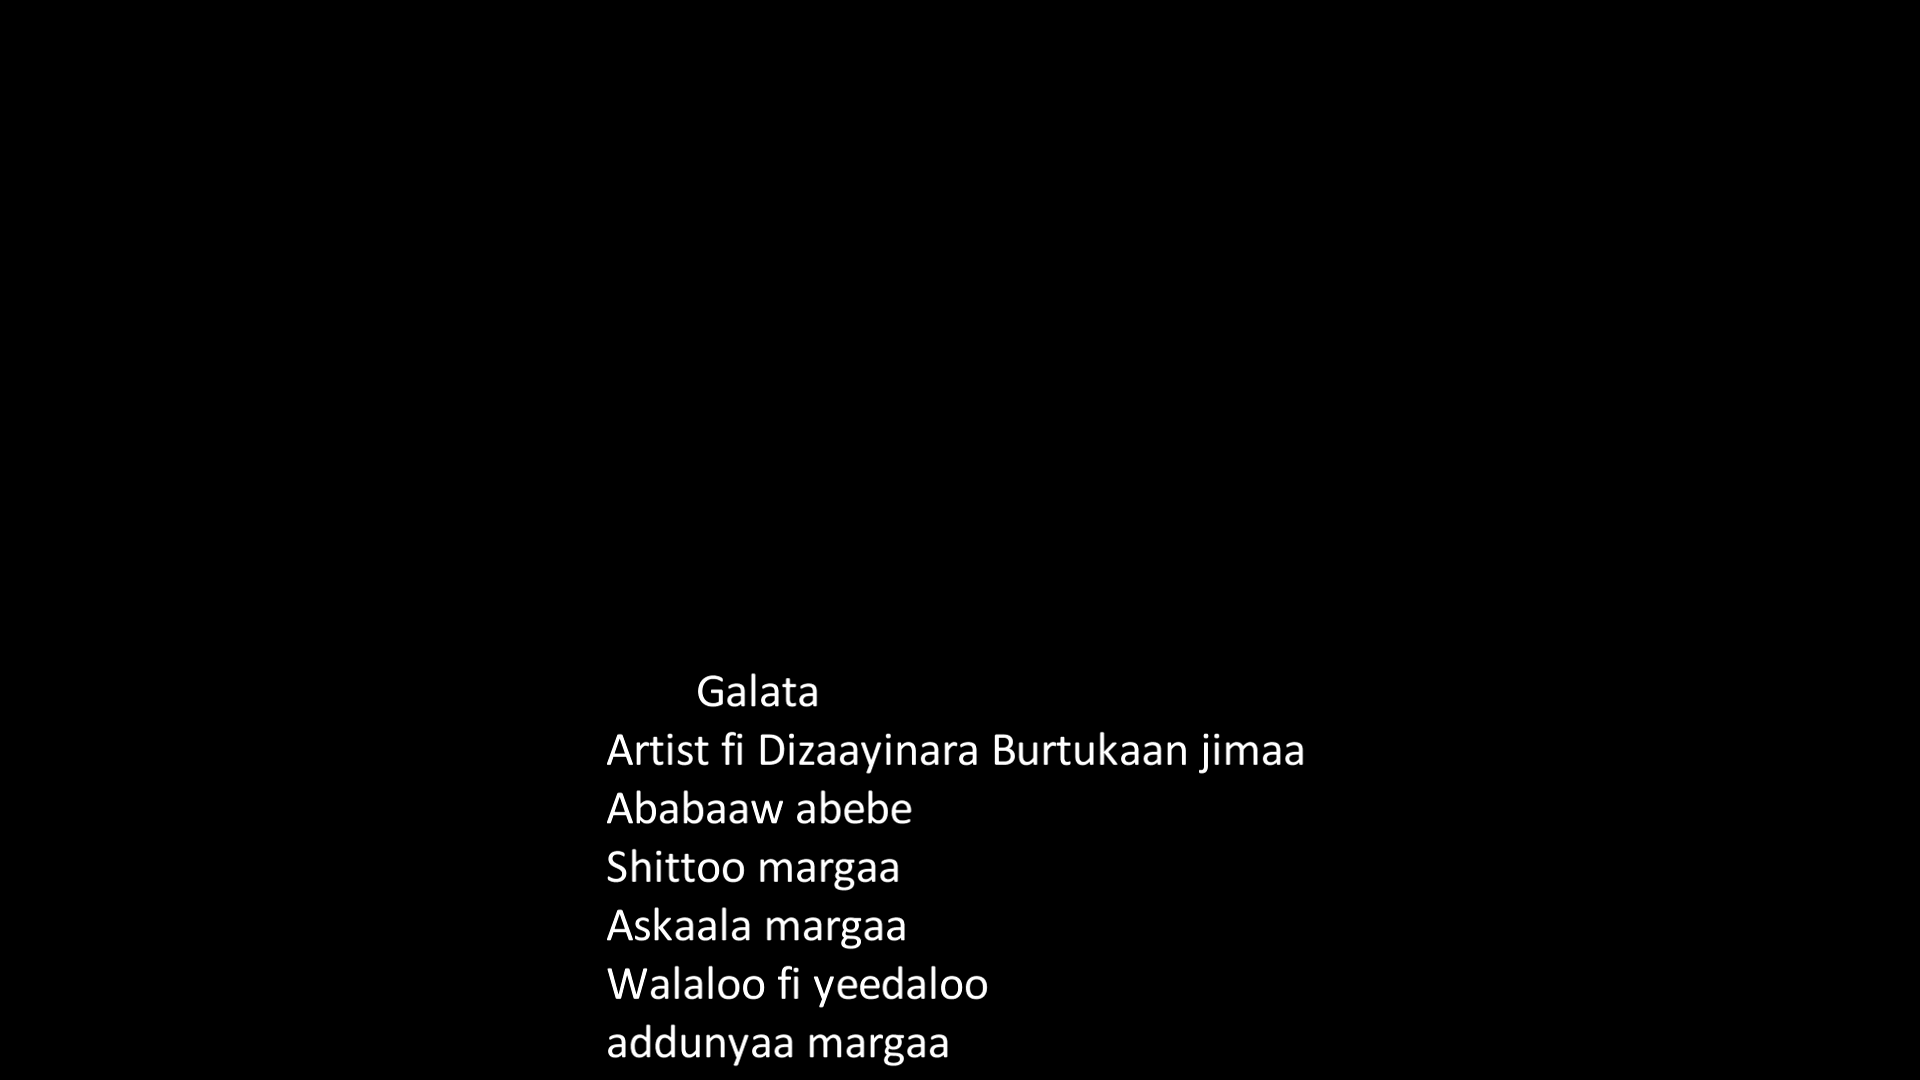 Galata
Artist fi Dizaayinara Burtukaan jimaa
Ababaaw abebe
Shittoo margaa
Askaala margaa
Walaloo fi yeedaloo
addunyaa margaa